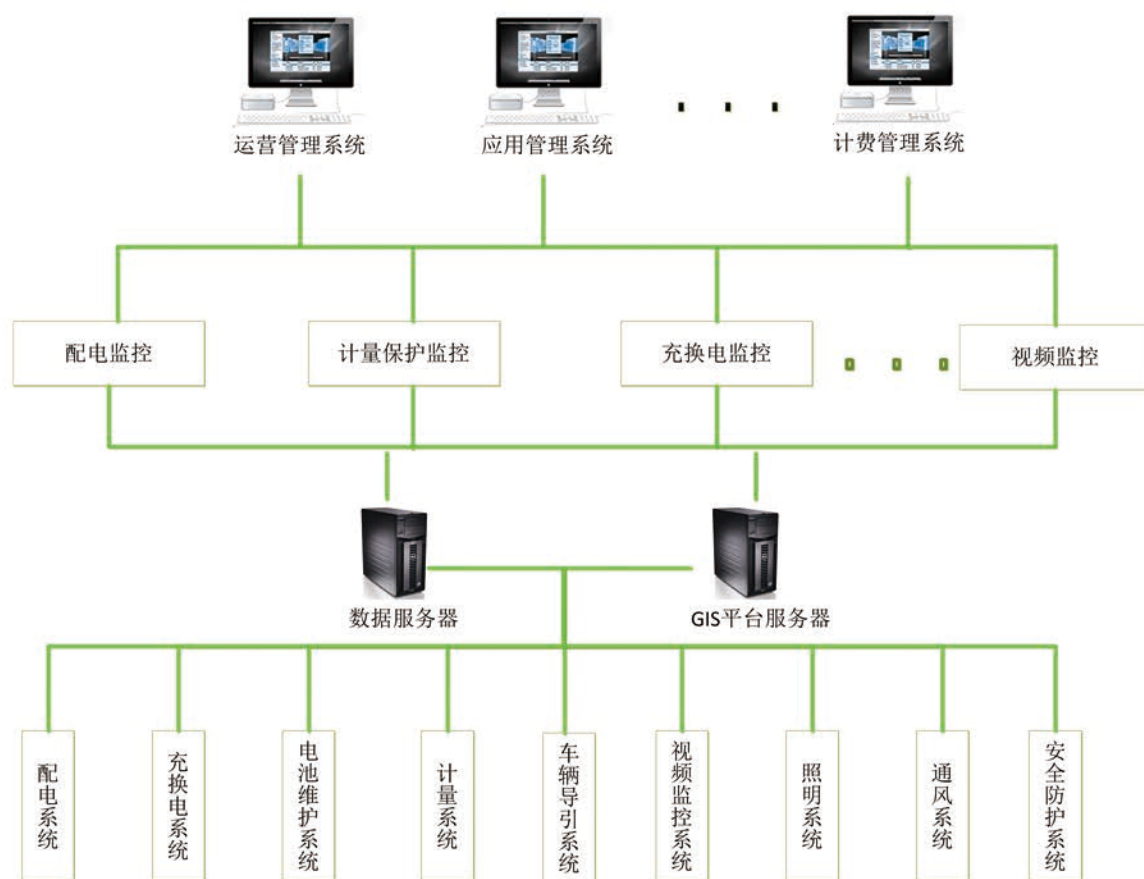 运营管理系统
应用管理系统
计费管理系统
配电监控
计量保护监控
充换电监控
视频监控
数据服务器
GIS平台服务器
配电系统
充换电系统
电池维护系统
计量系统
车辆导引系统
视频监控系统
照明系统
通风系统
安全防护系统